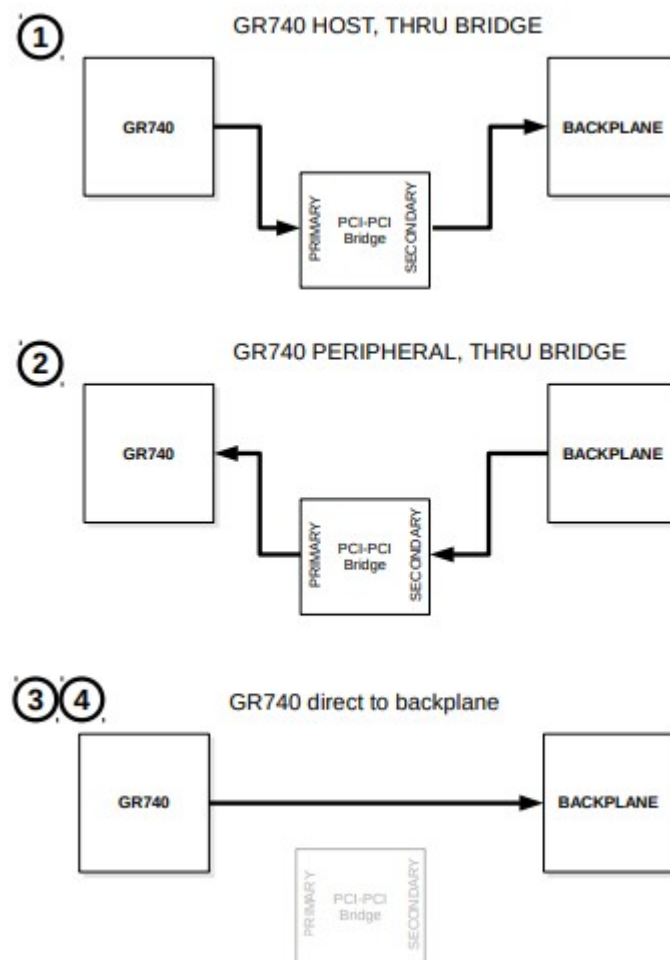 1
GR740 HOST, THRU BRIDGE
GR740
BACKPLANE
PRIMARY
PCI-PCI
Bridge
SECONDARY
2
GR740 PERIPHERAL, THRU BRIDGE
GR740
BACKPLANE
PRIMARY
PCI-PCI
Bridge
SECONDARY
3 4
GR740 direct to backplane
GR740
BACKPLANE
PRIMARY
PCI-PCI
Bridge
SECONDARY